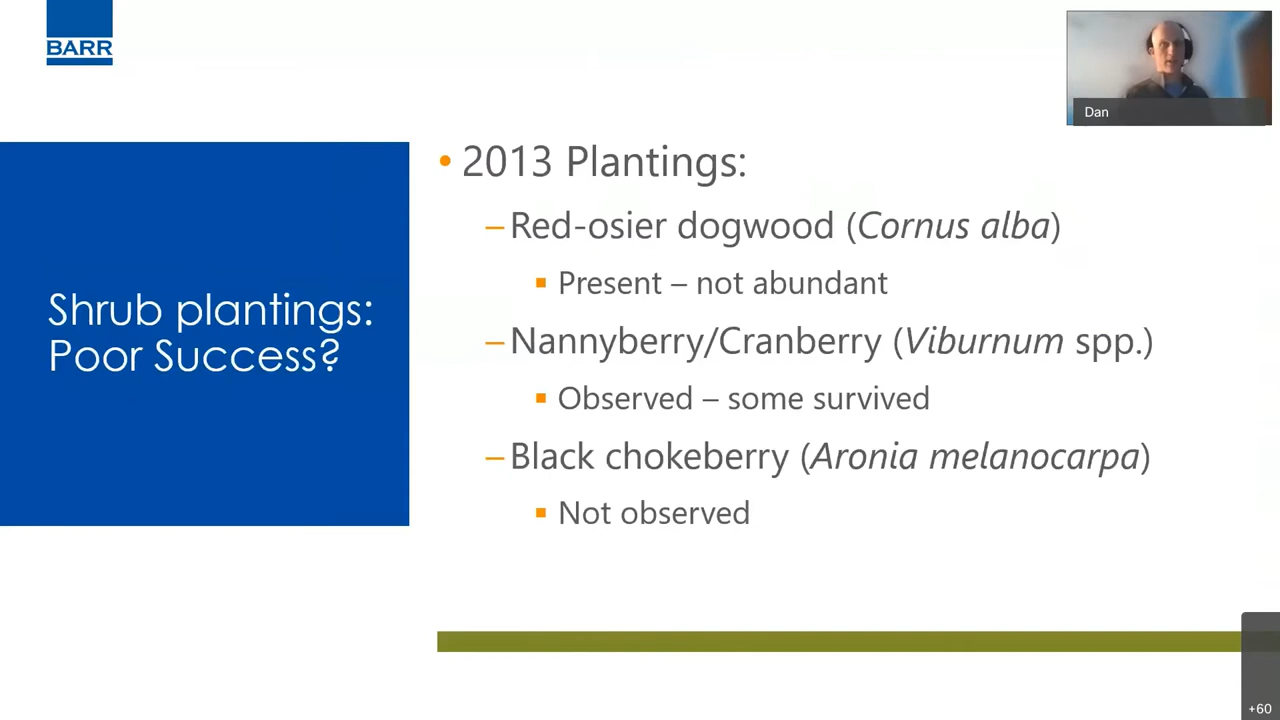 BARR
Dan
Shrub plantings:
Poor Success?
• 2013 Plantings:
– Red-osier dogwood (Cornus alba)
▪ Present – not abundant
– Nannyberry/Cranberry (Viburnum spp.)
▪ Observed – some survived
– Black chokeberry (Aronia melanocarpa)
▪ Not observed
+60